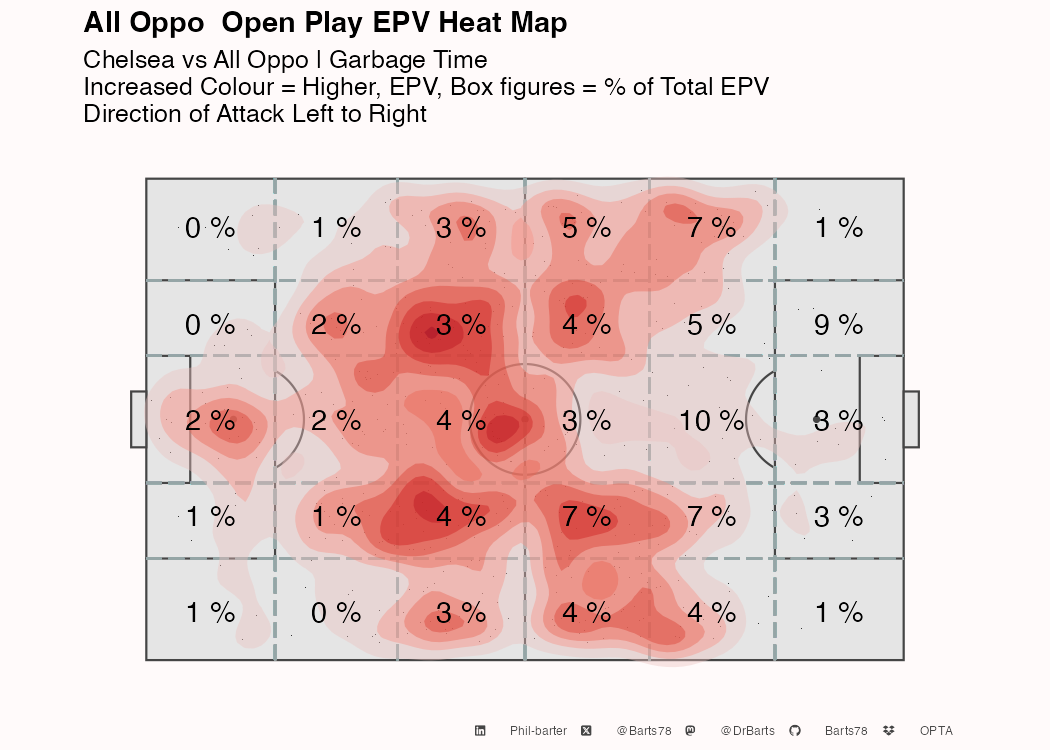 All Oppo  Open Play EPV Heat Map
Chelsea vs All Oppo | Garbage Time
Increased Colour = Higher, EPV, Box figures = % of Total EPV
Direction of Attack Left to Right
0 % 1 % 3 % 5 % 7 % 1 %
0 % 2 % 3 % 4 % 5 % 9 %
2 % 2 % 4 % 3 % 10 % 8 %
1 % 1 % 4 % 7 % 7 % 3 %
1 % 0 % 3 % 4 % 4 % 1 %
Phil-barter @Barts78 @DrBarts Barts78 OPTA